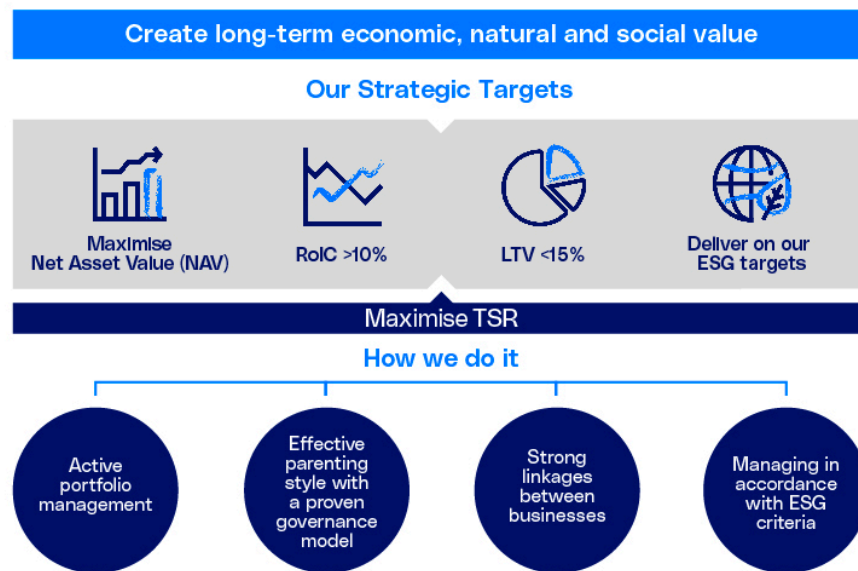 Create long-term economic, natural and social value
Our Strategic Targets
Maximise
Net Asset Value (NAV)
RoIC >10%
LTV <15%
Deliver on our
ESG targets
Maximise TSR
How we do it
Active
portfolio
management
Effective
parenting
style with
a proven
governance
model
Strong
linkages
between
businesses
Managing in
accordance
with ESG
criteria